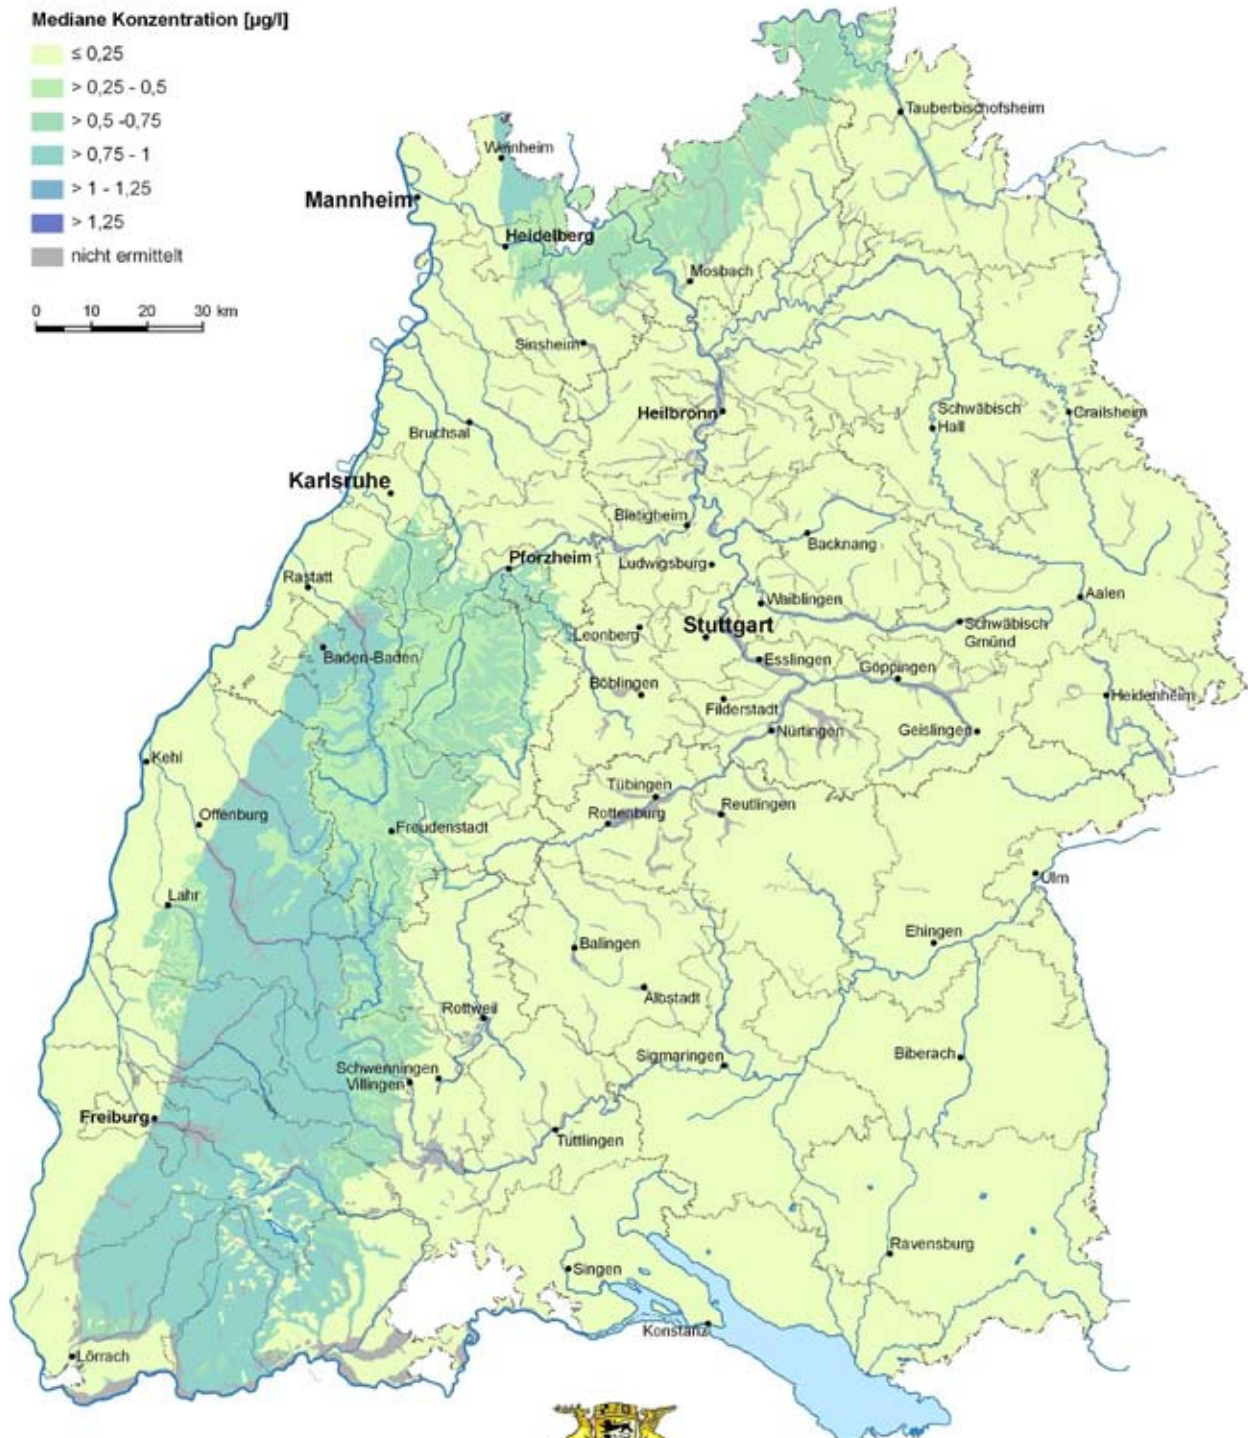 Mediane Konzentration [µg/l]
≤ 0,25
> 0,25 - 0,5
> 0,5 -0,75
> 0,75 - 1
> 1 - 1,25
> 1,25
nicht ermittelt
0 10 20 30 km
Tauberbischofsheim
Weinheim
Mannheim
Heidelberg
Mosbach
Sinsheim
Heilbronn
Schwäbisch
Hall
Crailsheim
Bruchsal
Karlsruhe
Bietigheim
Backnang
Pforzheim
Ludwigsburg
Rastatt
Waiblingen
Aalen
Schwäbisch
Gmünd
Leonberg
Stuttgart
Baden-Baden
Esslingen
Göppingen
Böblingen
Filderstadt
Heidenheim
Nürtingen
Geislingen
Kehl
Tübingen
Reutlingen
Offenburg
Rottenburg
Freudenstadt
Ulm
Lahr
Ehingen
Balingen
Albstadt
Rottweil
Sigmaringen
Biberach
Schwenningen
Villingen
Freiburg
Tuttlingen
Ravensburg
Singen
Konstanz
Lörrach